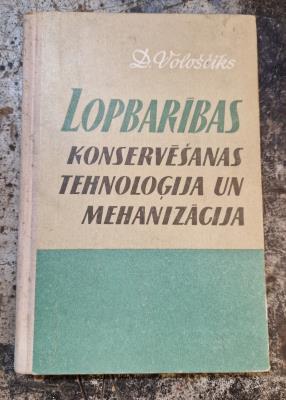 D. Vološčiks
LOPBARĪBAS
KONSERVĒŠANAS
TEHNOLOĢIJA UN
MEHANIZĀCIJA